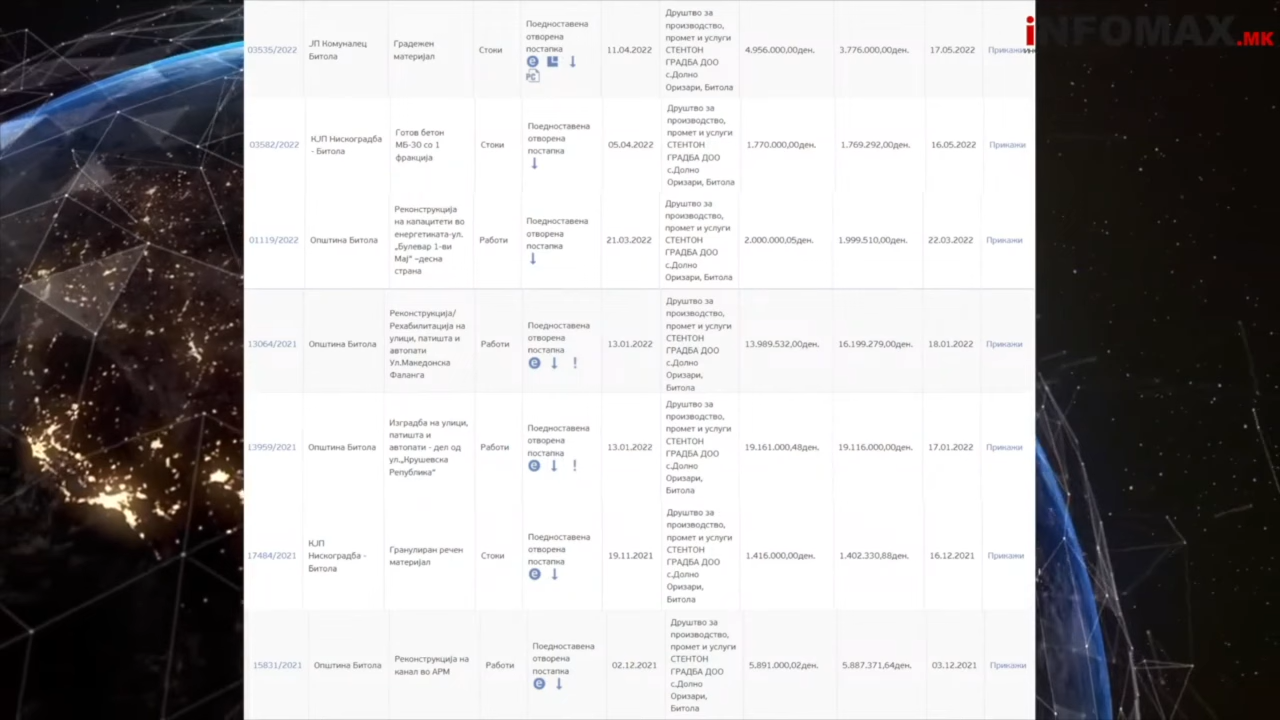 iNFOMAX.МК
03535/2022
ЈП Комуналец
Битола
Градежен
материјал
Стоки
Поедноставена
отворена
постапка
11.04.2022
Друштво за
производство,
промет и услуги
СТЕНТОН
ГРАДБА ДОО
с.Долно
Оризари, Битола
4.956.000,00ден.
3.776.000,00ден.
17.05.2022
Прикажи
03582/2022
КЈП Нискоградба
- Битола
Готов бетон
МБ-30 со 1
фракција
Стоки
Поедноставена
отворена
постапка
05.04.2022
Друштво за
производство,
промет и услуги
СТЕНТОН
ГРАДБА ДОО
с.Долно
Оризари, Битола
1.770.000,00ден.
1.769.292,00ден.
16.05.2022
Прикажи
01119/2022
Општина Битола
Реконструкција
на капацитети во
енергетиката-ул.
„Булевар 1-ви
Мај“ –десна
страна
Работи
Поедноставена
отворена
постапка
21.03.2022
Друштво за
производство,
промет и услуги
СТЕНТОН
ГРАДБА ДОО
с.Долно
Оризари, Битола
2.000.000,05ден.
1.999.510,00ден.
22.03.2022
Прикажи
13064/2021
Општина Битола
Реконструкција/
Рехабилитација на
улици, патишта и
автопати
Ул.Македонска
Фаланга
Работи
Поедноставена
отворена
постапка
13.01.2022
Друштво за
производство,
промет и услуги
СТЕНТОН
ГРАДБА ДОО
с.Долно
Оризари,
Битола
13.989.532,00ден.
16.199.279,00ден.
18.01.2022
Прикажи
13959/2021
Општина Битола
Изградба на улици,
патишта и
автопати - дел од
ул.„Крушевска
Република“
Работи
Поедноставена
отворена
постапка
13.01.2022
Друштво за
производство,
промет и услуги
СТЕНТОН
ГРАДБА ДОО
с.Долно
Оризари,
Битола
19.161.000,48ден.
19.116.000,00ден.
17.01.2022
Прикажи
17484/2021
КЈП
Нискоградба -
Битола
Гранулиран речен
материјал
Стоки
Поедноставена
отворена
постапка
19.11.2021
Друштво за
производство,
промет и услуги
СТЕНТОН
ГРАДБА ДОО
с.Долно
Оризари,
Битола
1.416.000,00ден.
1.402.330,88ден.
16.12.2021
Прикажи
15831/2021
Општина Битола
Реконструкција на
канал во АРМ
Работи
Поедноставена
отворена
постапка
02.12.2021
Друштво за
производство,
промет и услуги
СТЕНТОН
ГРАДБА ДОО
с.Долно
Оризари,
Битола
5.891.000,02ден.
5.887.371,64ден.
03.12.2021
Прикажи